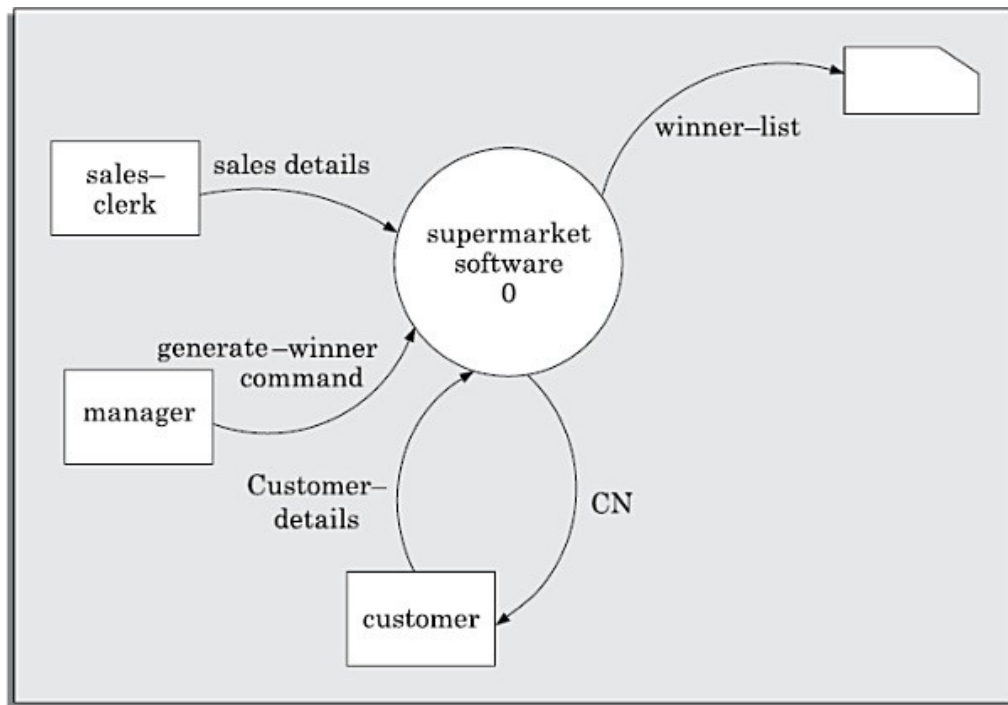 winner–list
sales–
clerk
sales details
supermarket
software
0
generate–winner
command
manager
Customer–
details
CN
customer